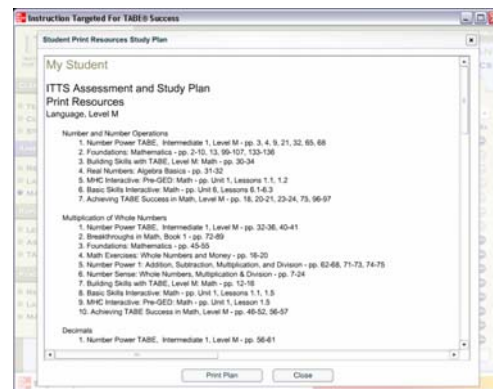 Instruction Targeted For TABE® Success
Student Print Resources Study Plan
My Student
ITTS Assessment and Study Plan
Print Resources
Language, Level M
Number and Number Operations
1. Number Power TABE, Intermediate 1, Level M - pp. 3, 4, 9, 21, 32, 65, 68
2. Foundations: Mathematics - pp. 2-10, 13, 99-107, 133-136
3. Building Skills with TABE, Level M: Math - pp. 30-34
4. Real Numbers: Algebra Basics - pp. 31-32
5. MHC Interactive: Pre-GED: Math - pp. Unit 1, Lessons 1.1, 1.2
6. Basic Skills Interactive: Math - pp. Unit 6, Lessons 6.1-6.3
7. Achieving TABE Success in Math, Level M - pp. 18, 20-21, 23-24, 73, 96-97
Multiplication of Whole Numbers
1. Number Power TABE, Intermediate 1, Level M - pp. 32-36, 40-41
2. Breakthroughs in Math, Book 1 - pp. 72-89
3. Foundations: Mathematics - pp. 45-55
4. Math Exercises: Whole Numbers and Money - pp. 16-20
5. Number Power 1: Addition, Subtraction, Multiplication, and Division - pp. 62-68, 71-73, 74-75
6. Number Sense: Whole Numbers, Multiplication & Division - pp. 7-24
7. Building Skills with TABE, Level M: Math - pp. 12-16
8. Basic Skills Interactive: Math - pp. Unit 1, Lessons 1.1, 1.5
9. MHC Interactive: Pre-GED: Math - pp. Unit 1, Lesson 1.5
10. Achieving TABE Success in Math, Level M - pp. 46-52, 56-57
Decimals
1. Number Power TABE, Intermediate 1, Level M - pp. 56-61
Print Plan
Close